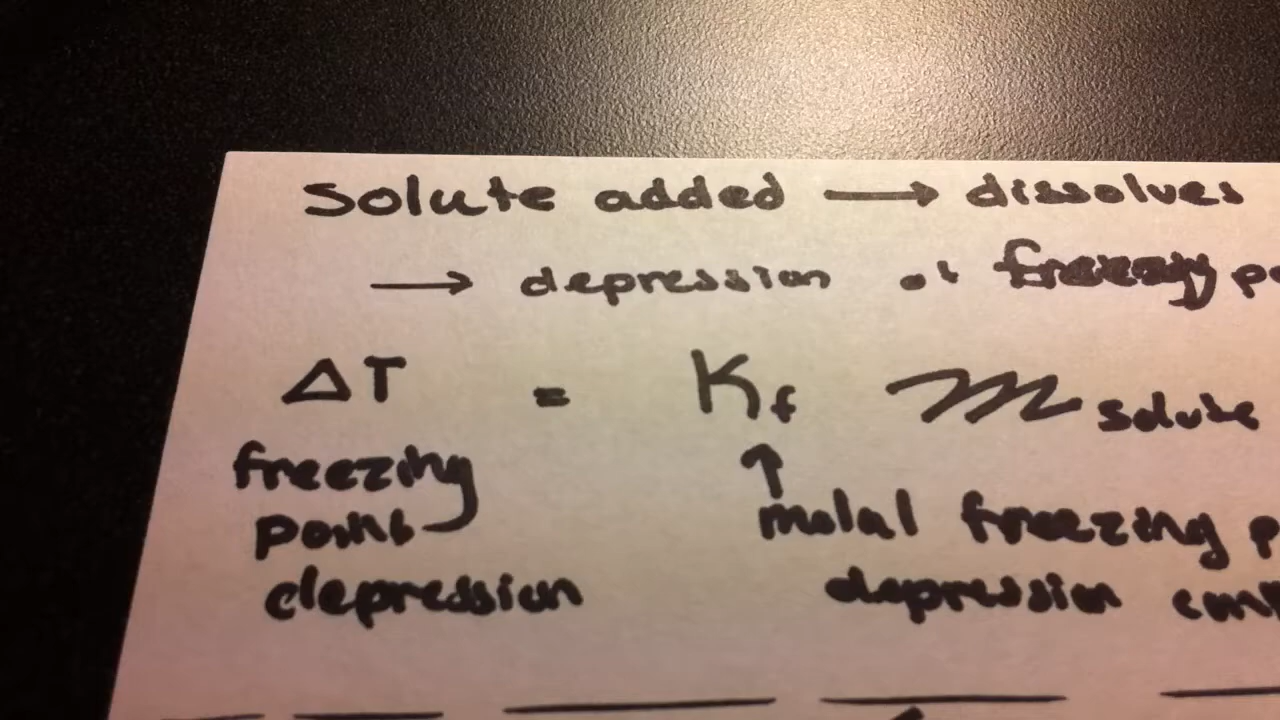 Solute added → dissolves
→ depression of freezing
ΔT = Kf m solute
freezing
point
depression
↑
molal freezing
depression